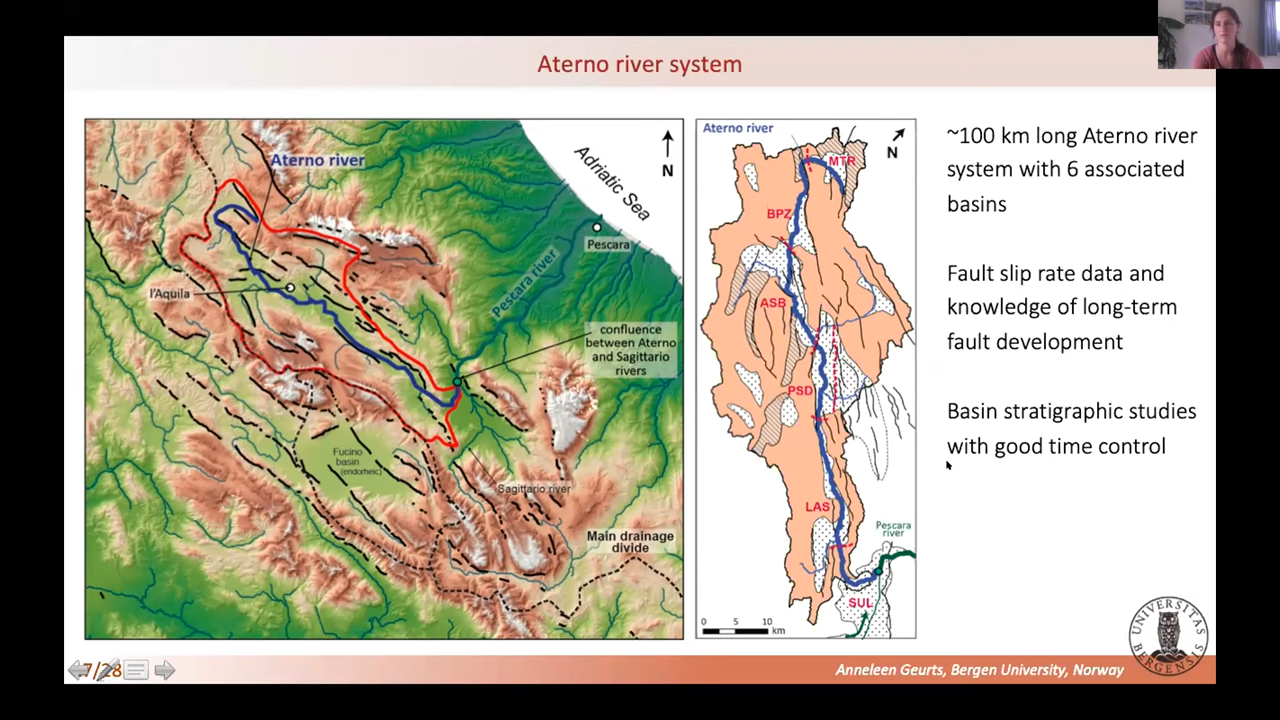 Aterno river system
Aterno river
Adriatic Sea
N
Pescara
Pescara river
l'Aquila
confluence
between Aterno
and Sagittario
rivers
Fucino
basin
(endorheic)
Sagittario river
Main drainage
divide
Aterno river
N
MTR
BPZ
ASB
PSD
LAS
Pescara
river
SUL
0 5 10
km
~100 km long Aterno river
system with 6 associated
basins
Fault slip rate data and
knowledge of long-term
fault development
Basin stratigraphic studies
with good time control
UNIVERSITAS
BERGENSIS
7/28
Anneleen Geurts, Bergen University, Norway